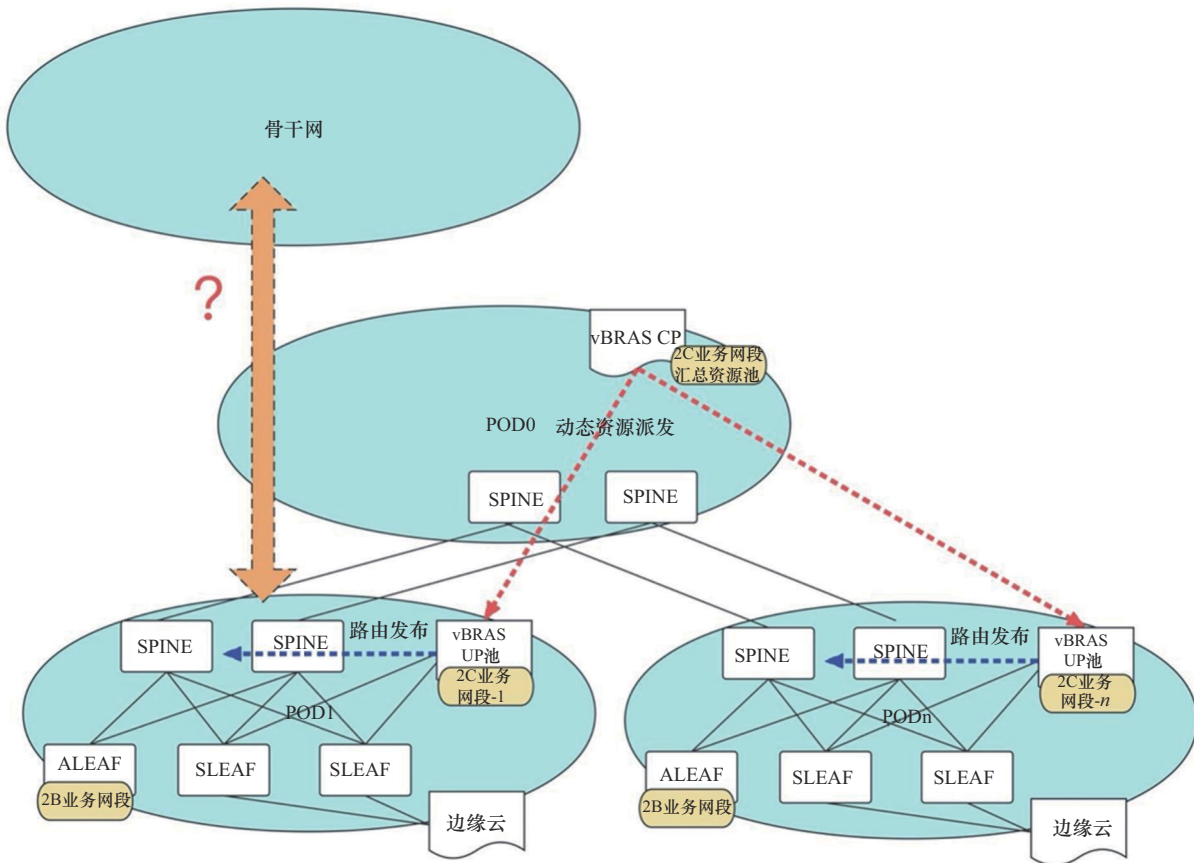 骨干网
?
vBRAS CP
2C业务网段
汇总资源池
POD0 动态资源派发
SPINE
SPINE
SPINE
SPINE
路由发布
vBRAS
UP池
2C业务
网段-1
POD1
ALEAF
SLEAF
SLEAF
2B业务网段
边缘云
SPINE
SPINE
路由发布
vBRAS
UP池
2C业务
网段-n
PODn
ALEAF
SLEAF
SLEAF
2B业务网段
边缘云